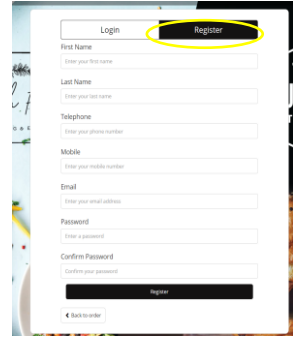 Login
Register
First Name
Enter your first name
Last Name
Enter your last name
Telephone
Enter your phone number
Mobile
Enter your mobile number
Email
Enter your email address
Password
Enter a password
Confirm Password
Confirm your password
Register
Back to order